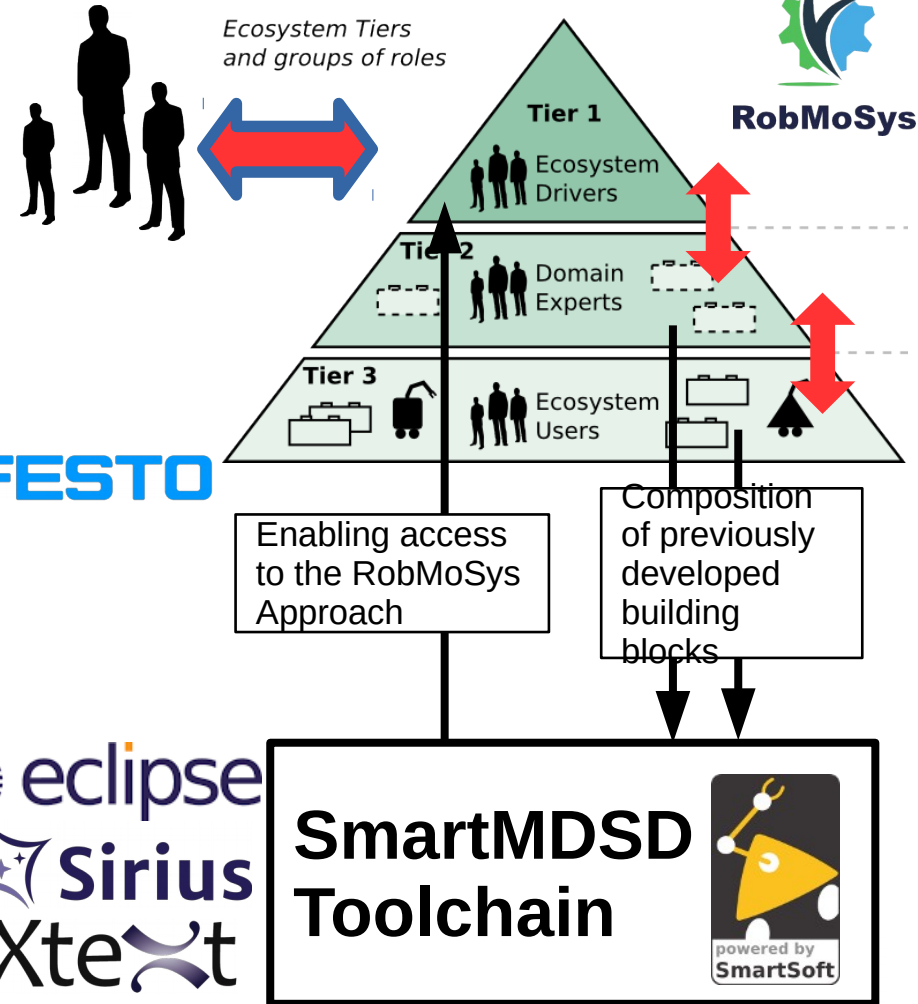 Ecosystem Tiers
and groups of roles
RobMoSys
Tier 1
Ecosystem
Drivers
Tier 2
Domain
Experts
Tier 3
Ecosystem
Users
FESTO
Enabling access
to the RobMoSys
Approach
Composition
of previously
developed
building
blocks
eclipse
Sirius
Xtext
SmartMDSD
Toolchain
powered by
SmartSoft